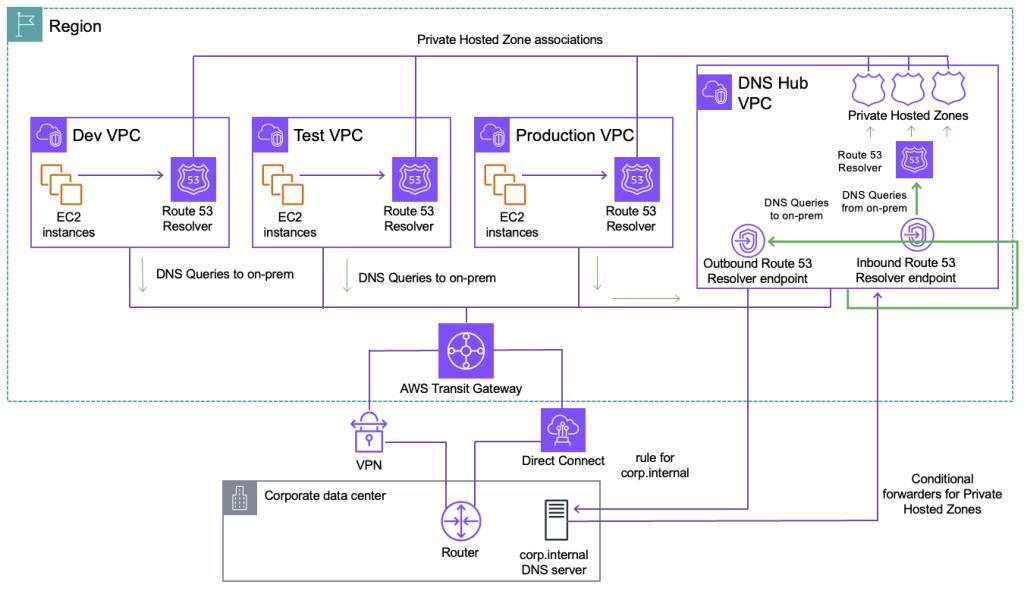 Region
Private Hosted Zone associations
DNS Hub
VPC
Private Hosted Zones
Route 53
Resolver
53
DNS Queries
to on-prem
DNS Queries
from on-prem
Outbound Route 53
Resolver endpoint
Inbound Route 53
Resolver endpoint
Dev VPC
53
EC2
instances
Route 53
Resolver
Test VPC
53
EC2
instances
Route 53
Resolver
Production VPC
53
EC2
instances
Route 53
Resolver
DNS Queries to on-prem
DNS Queries to on-prem
AWS Transit Gateway
VPN
Direct Connect
rule for
corp.internal
Conditional
forwarders for Private
Hosted Zones
Corporate data center
Router
corp.internal
DNS server